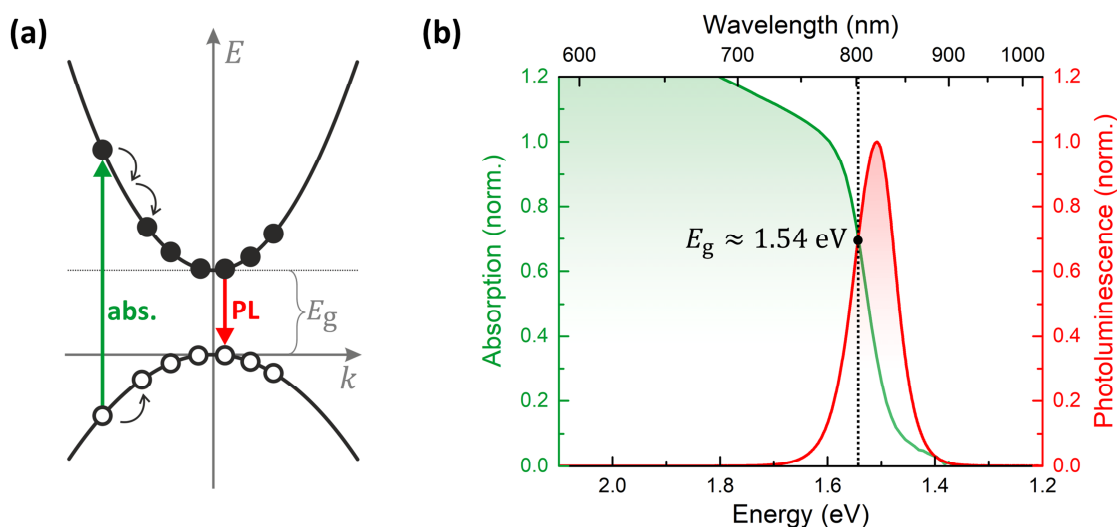 (a)
E
abs.
PL
E_g
k
(b)
Wavelength (nm)
600 700 800 900 1000
1.2 1.2
1.0 1.0
0.8 0.8
0.6 0.6
0.4 0.4
0.2 0.2
0.0 0.0
Absorption (norm.)
E_g ≈ 1.54 eV
Photoluminescence (norm.)
2.0 1.8 1.6 1.4 1.2
Energy (eV)